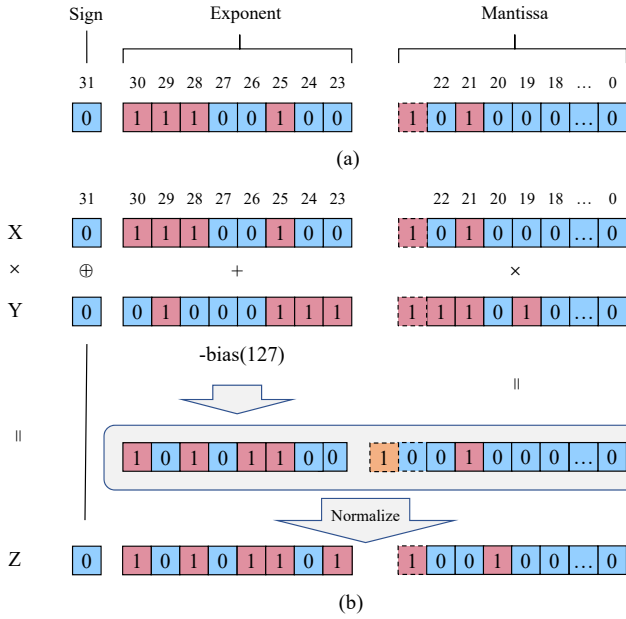 Sign Exponent Mantissa
31 30 29 28 27 26 25 24 23 22 21 20 19 18 ... 0
0 1 1 1 0 0 1 0 0 1 0 1 0 0 0 ... 0
(a)
31 30 29 28 27 26 25 24 23 22 21 20 19 18 ... 0
X 0 1 1 1 0 0 1 0 0 1 0 1 0 0 0 ... 0
× ⊕ + ×
Y 0 0 1 0 0 0 1 1 1 1 1 1 0 1 0 ... 0
-bias(127)
= =
1 0 1 0 1 1 0 0 1 0 0 1 0 0 0 ... 0
Normalize
Z 0 1 0 1 0 1 1 0 1 1 0 0 1 0 0 ... 0
(b)